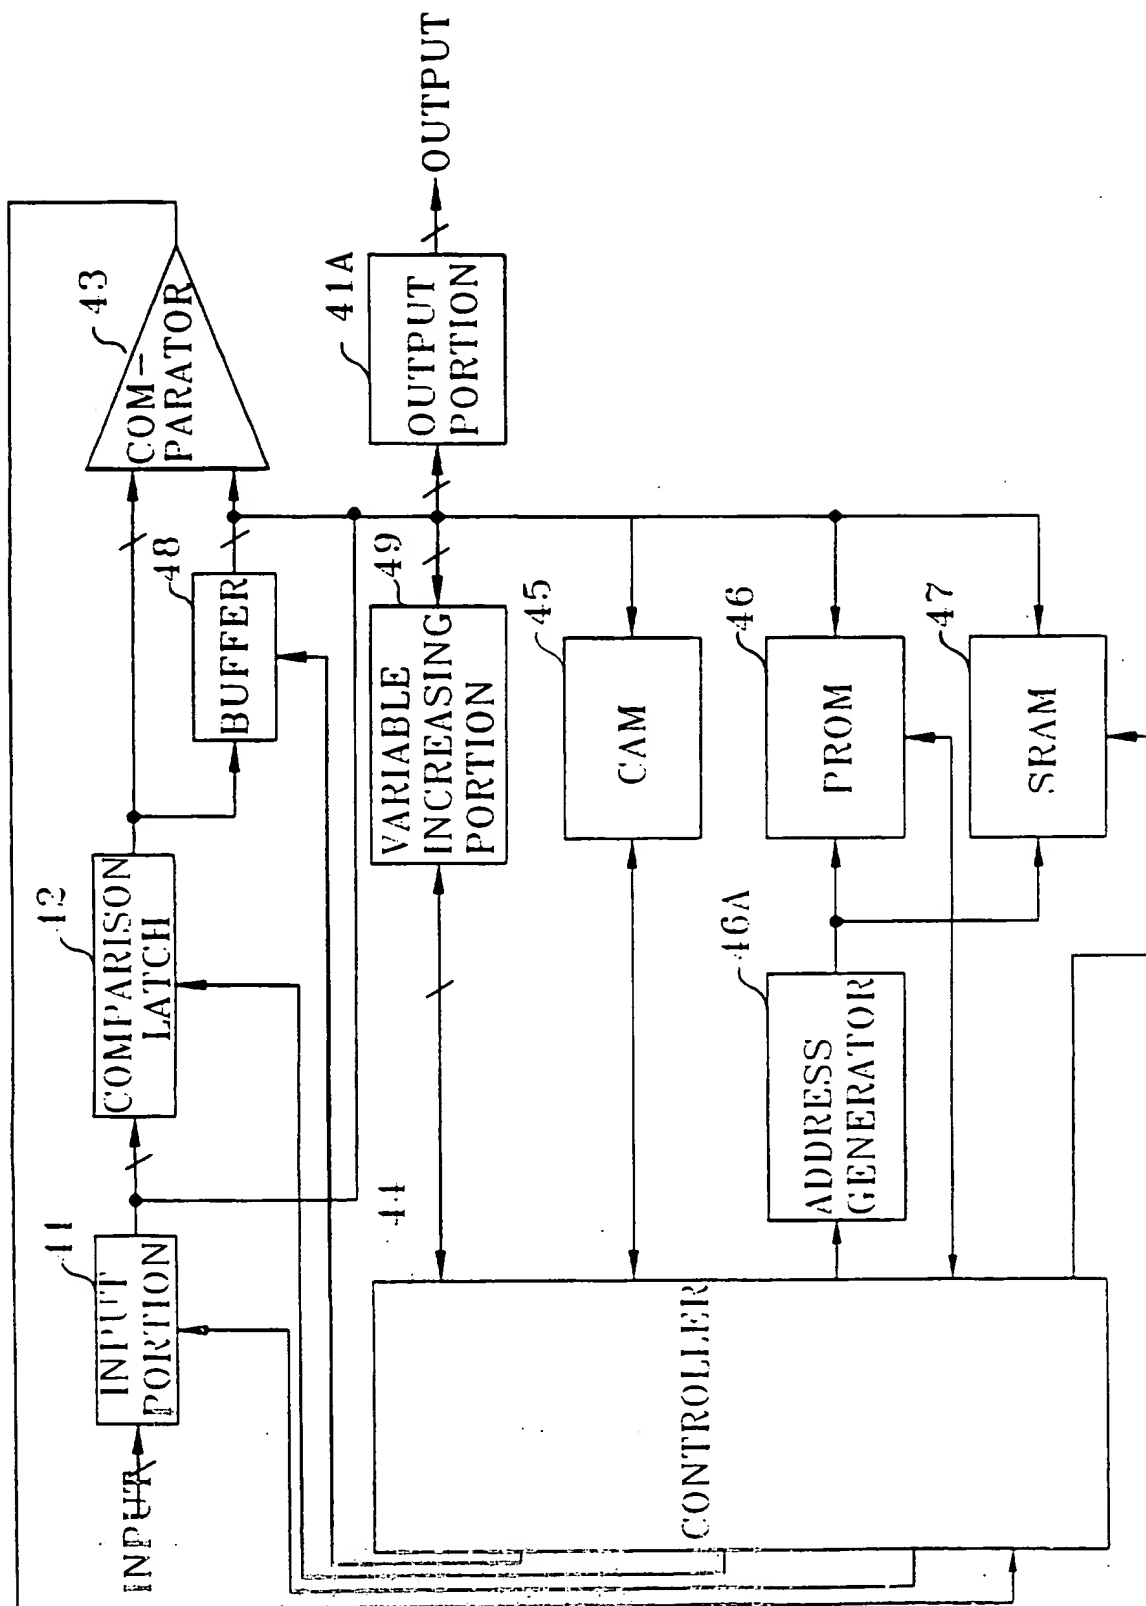 INPUT
INPUT
PORTION
41
COMPARISON
LATCH
42
BUFFER
48
COM-
PARATOR
43
OUTPUT
PORTION
41A
OUTPUT
VARIABLE
INCREASING
PORTION
49
CONTROLLER
44
CAM
45
ADDRESS
GENERATOR
46A
PROM
46
SRAM
47